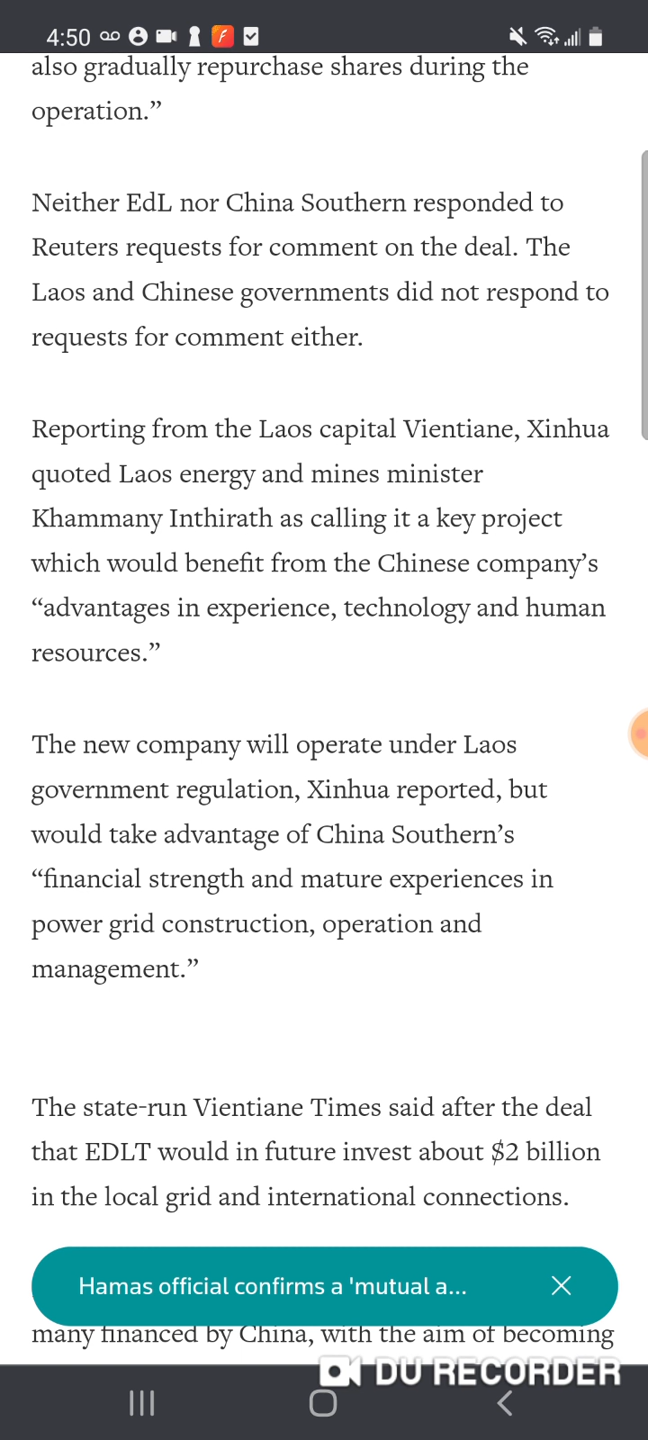 4:50
also gradually repurchase shares during the
operation.”
Neither EdL nor China Southern responded to
Reuters requests for comment on the deal. The
Laos and Chinese governments did not respond to
requests for comment either.
Reporting from the Laos capital Vientiane, Xinhua
quoted Laos energy and mines minister
Khammany Inthirath as calling it a key project
which would benefit from the Chinese company’s
“advantages in experience, technology and human
resources.”
The new company will operate under Laos
government regulation, Xinhua reported, but
would take advantage of China Southern’s
“financial strength and mature experiences in
power grid construction, operation and
management.”
The state-run Vientiane Times said after the deal
that EDLT would in future invest about $2 billion
in the local grid and international connections.
Hamas official confirms a 'mutual a...
many financed by China, with the aim of becoming
DU RECORDER